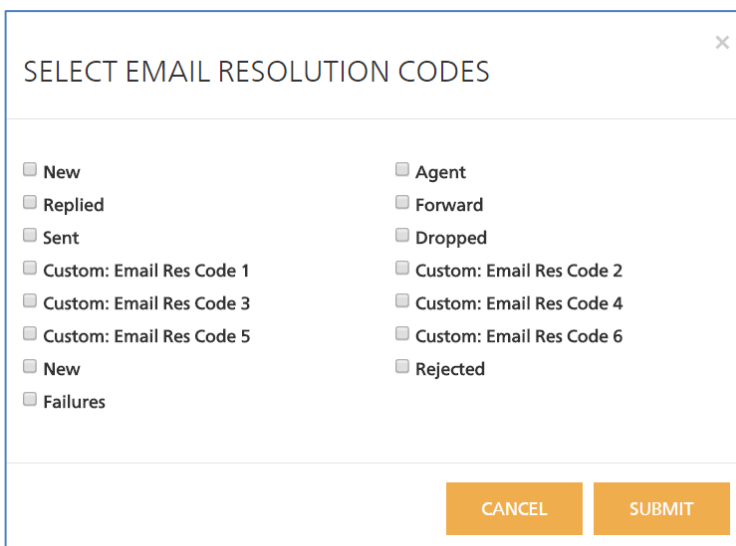 ×
SELECT EMAIL RESOLUTION CODES
New
Agent
Replied
Forward
Sent
Dropped
Custom: Email Res Code 1
Custom: Email Res Code 2
Custom: Email Res Code 3
Custom: Email Res Code 4
Custom: Email Res Code 5
Custom: Email Res Code 6
New
Rejected
Failures
CANCEL
SUBMIT